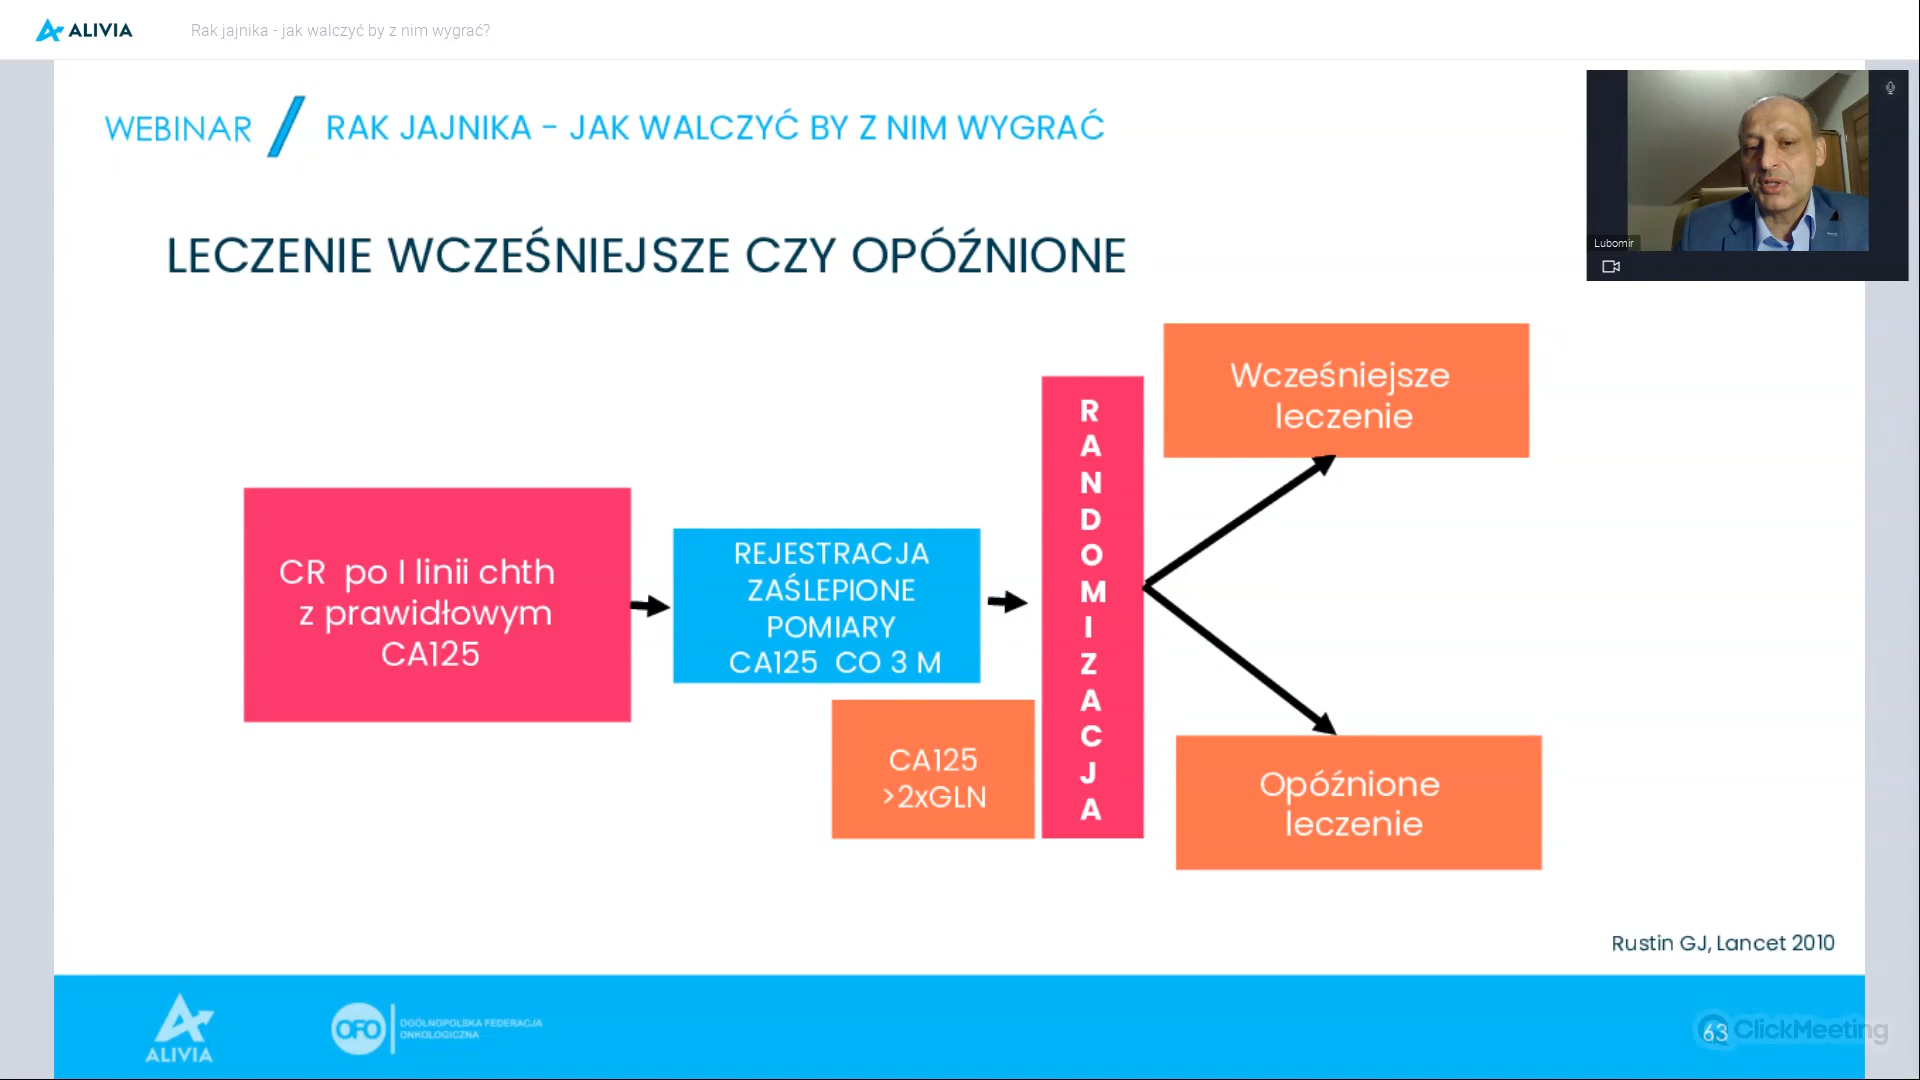 ALIVIA
Rak jajnika - jak walczyć by z nim wygrać?
WEBINAR / RAK JAJNIKA - JAK WALCZYĆ BY Z NIM WYGRAĆ
Lubomir
LECZENIE WCZEŚNIEJSZE CZY OPÓŹNIONE
CR po I linii chth
z prawidłowym
CA125
REJESTRACJA
ZAŚLEPIONE
POMIARY
CA125 CO 3 M
CA125
>2xGLN
R
A
N
D
O
M
I
Z
A
C
J
A
Wcześniejsze
leczenie
Opóźnione
leczenie
Rustin GJ, Lancet 2010
ALIVIA
OFO
OGÓLNOPOLSKA FEDERACJA
ONKOLOGICZNA
63
ClickMeeting